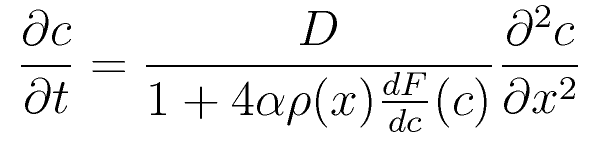 ∂c/∂t = D/(1 + 4αρ(x) dF/dc (c)) ∂²c/∂x²